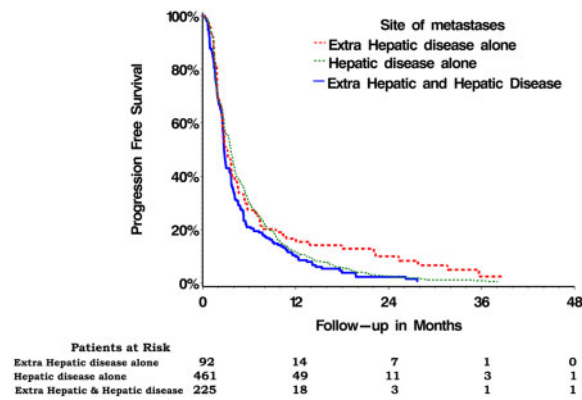 100%
80%
60%
40%
20%
0%
Progression Free Survival
Site of metastases
Extra Hepatic disease alone
Hepatic disease alone
Extra Hepatic and Hepatic Disease
0 12 24 36 48
Follow-up in Months
Patients at Risk
Extra Hepatic disease alone 92 14 7 1 0
Hepatic disease alone 461 49 11 3 1
Extra Hepatic & Hepatic disease 225 18 3 1 1